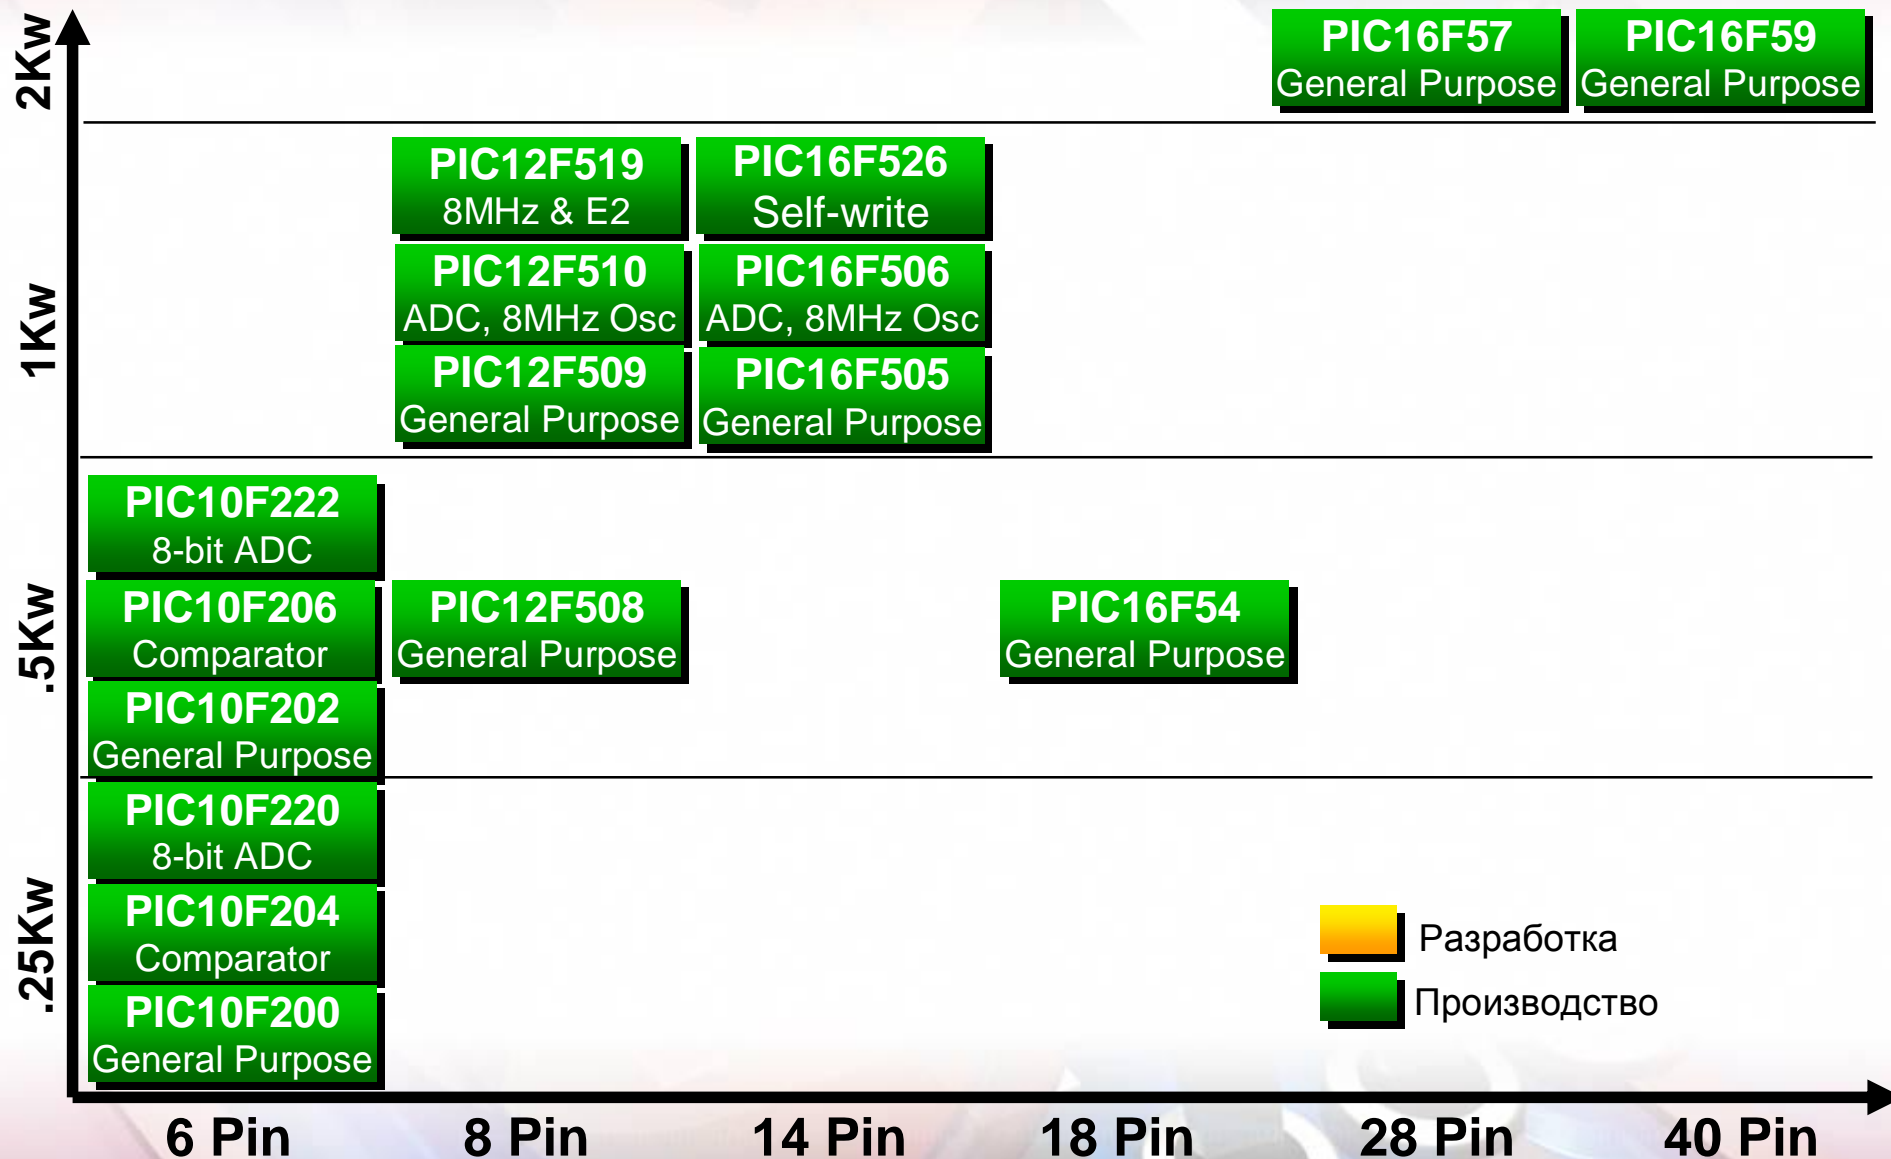 2Kw
PIC16F57
General Purpose
PIC16F59
General Purpose
1Kw
PIC12F519
8MHz & E2
PIC16F526
Self-write
PIC12F510
ADC, 8MHz Osc
PIC16F506
ADC, 8MHz Osc
PIC12F509
General Purpose
PIC16F505
General Purpose
.5Kw
PIC10F222
8-bit ADC
PIC10F206
Comparator
PIC12F508
General Purpose
PIC16F54
General Purpose
PIC10F202
General Purpose
.25Kw
PIC10F220
8-bit ADC
PIC10F204
Comparator
PIC10F200
General Purpose
Разработка
Производство
6 Pin
8 Pin
14 Pin
18 Pin
28 Pin
40 Pin